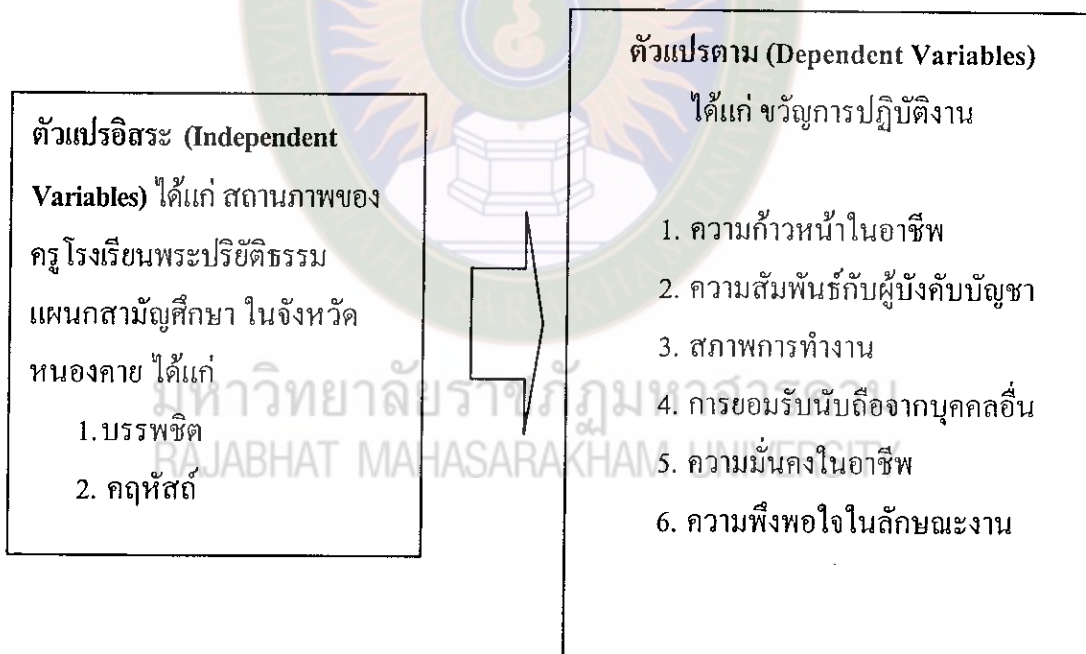 ตัวแปรอิสระ (Independent
Variables) ได้แก่ สถานภาพของ
ครูโรงเรียนพระปริยัติธรรม
แผนกสามัญศึกษา ในจังหวัด
หนองคาย ได้แก่
1.บรรพชิต
2. คฤหัสถ์
ตัวแปรตาม (Dependent Variables)
ได้แก่ ขวัญการปฏิบัติงาน
1. ความก้าวหน้าในอาชีพ
2. ความสัมพันธ์กับผู้บังคับบัญชา
3. สภาพการทำงาน
4. การยอมรับนับถือจากบุคคลอื่น
5. ความมั่นคงในอาชีพ
6. ความพึงพอใจในลักษณะงาน
มหาวิทยาลัยราชภัฏมหาสารคาม
RAJABHAT MAHASARAKHAM UNIVERSITY